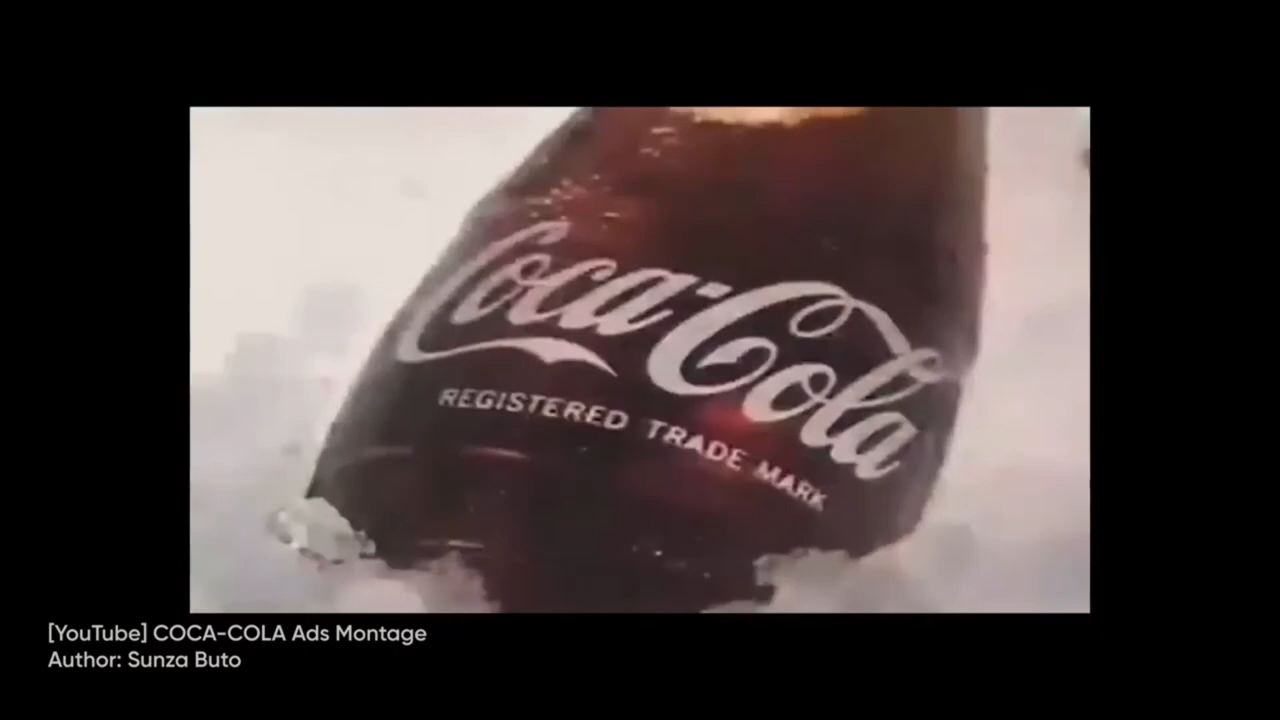 Coca-Cola
REGISTERED TRADE MARK
[YouTube] COCA-COLA Ads Montage
Author: Sunza Buto